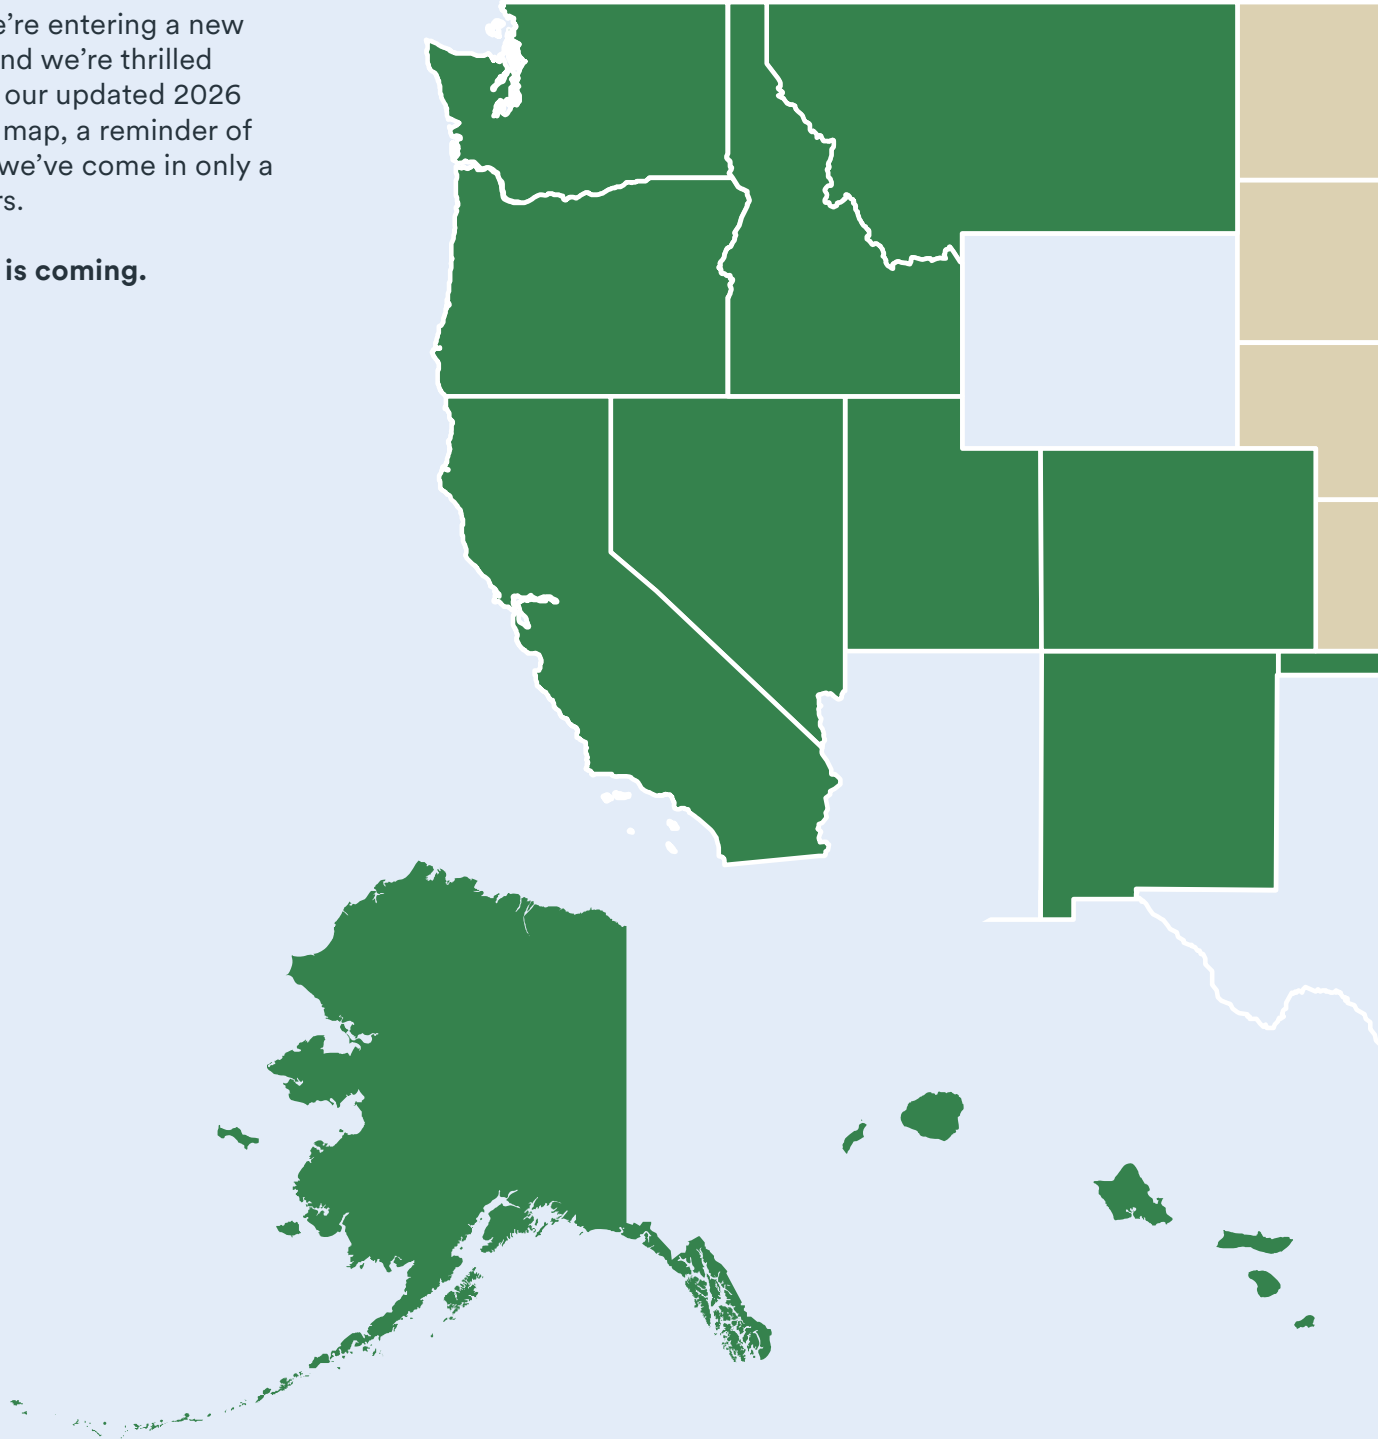 e’re entering a new
nd we’re thrilled
our updated 2026
map, a reminder of
we’ve come in only a
rs.
is coming.